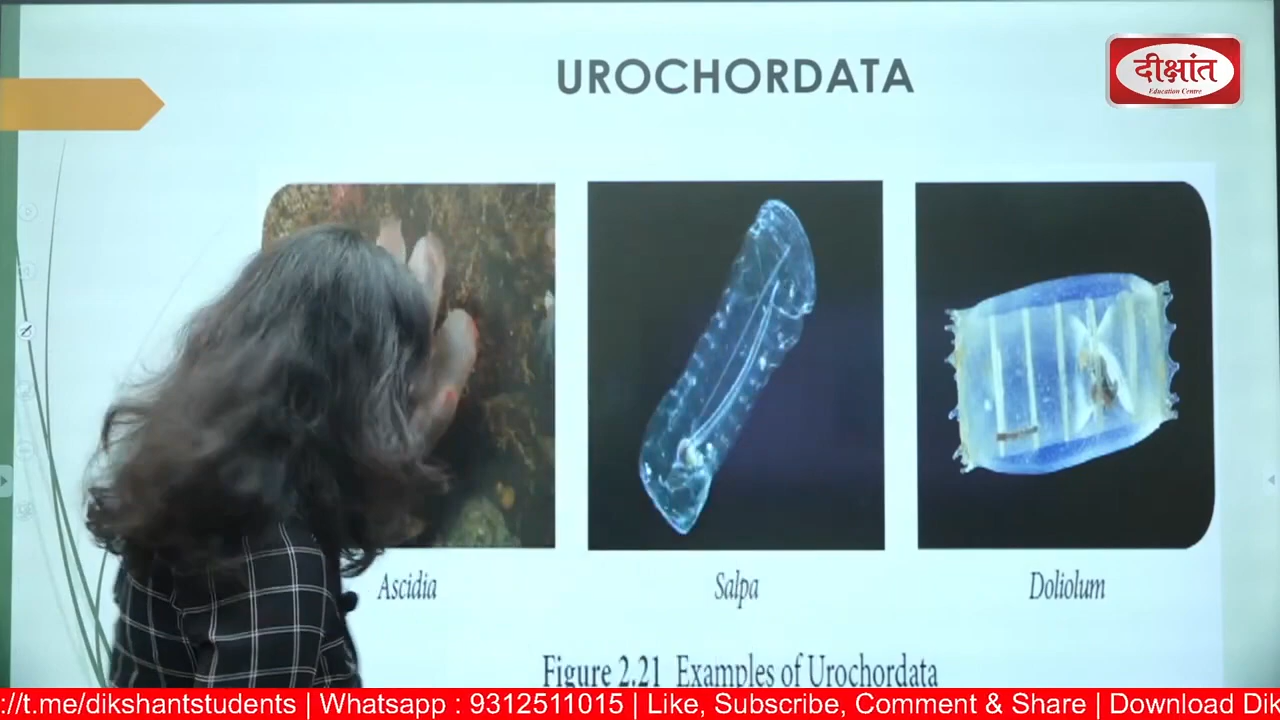 UROCHORDATA
दीक्षांत
Education Centre
Ascidia
Salpa
Doliolum
Figure 2.21 Examples of Urochordata
://t.me/dikshantstudents | Whatsapp : 9312511015 | Like, Subscribe, Comment & Share | Download Dik